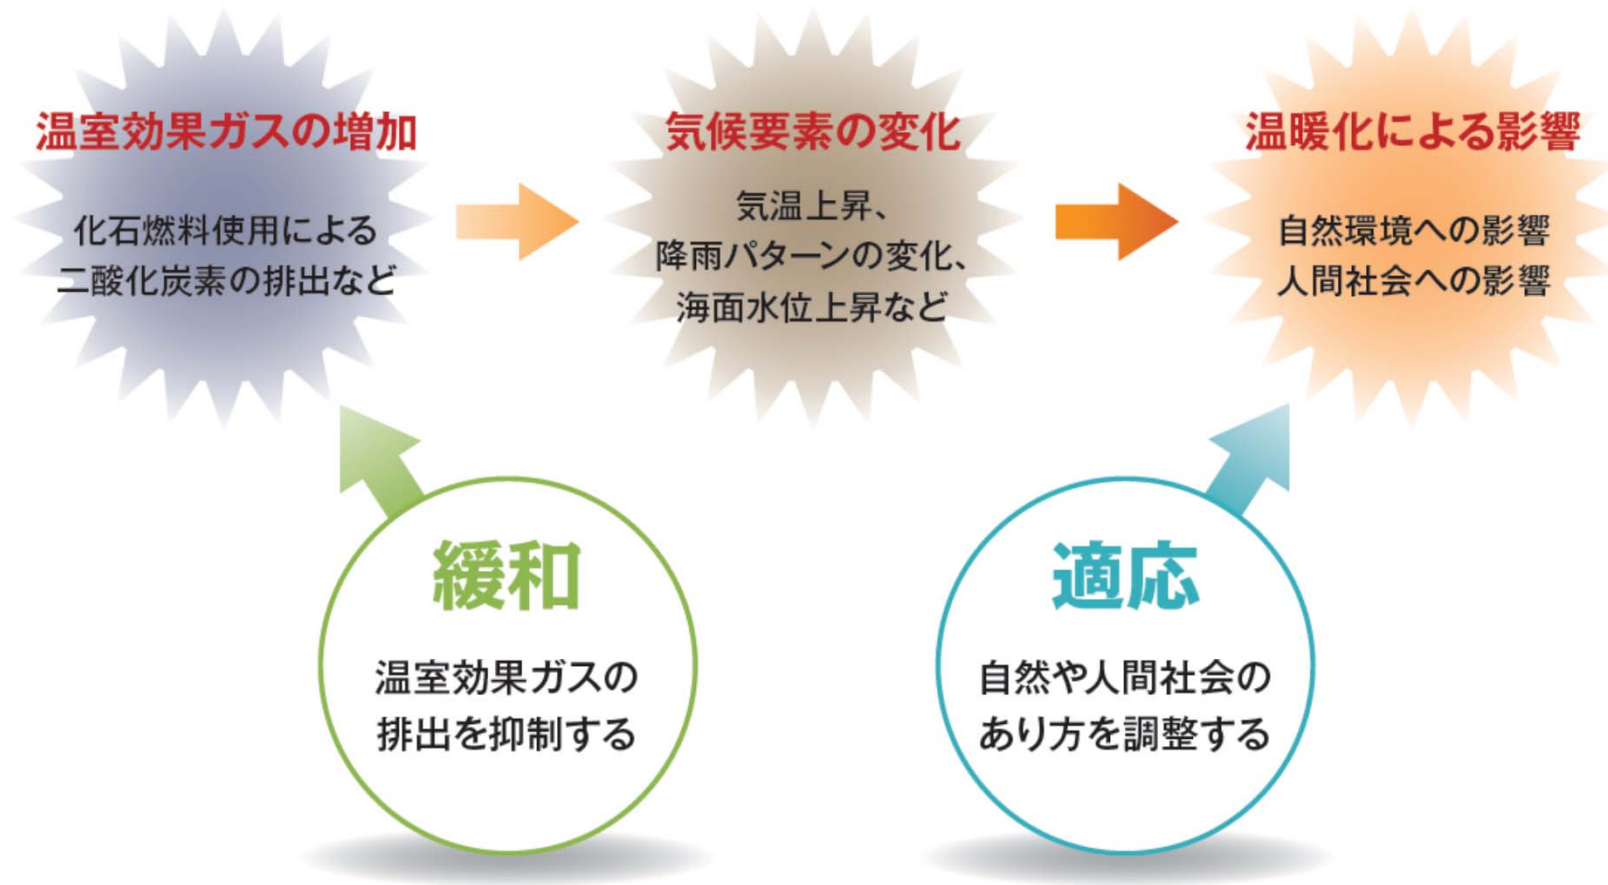 温室効果ガスの増加
化石燃料使用による
二酸化炭素の排出など
気候要素の変化
気温上昇、
降雨パターンの変化、
海面水位上昇など
温暖化による影響
自然環境への影響
人間社会への影響
緩和
温室効果ガスの
排出を抑制する
適応
自然や人間社会の
あり方を調整する